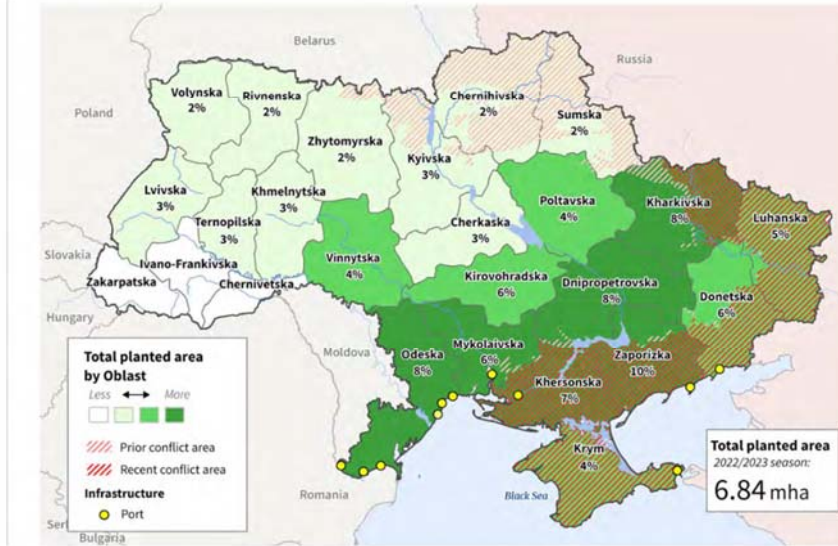 Belarus
Russia
Poland
Volynska
2%
Rivnenska
2%
Chernihivska
2%
Sumska
2%
Zhytomyrska
2%
Kyivska
3%
Lvivska
3%
Khmelnytska
3%
Ternopilska
3%
Poltavska
4%
Kharkivska
8%
Luhanska
5%
Cherkaska
3%
Vinnytska
4%
Slovakia
Ivano-Frankivska
Zakarpatska
Chernivetska
Kirovohradska
6%
Dnipropetrovska
8%
Donetska
6%
Hungary
Moldova
Odeska
8%
Mykolaivska
6%
Zaporizka
10%
Khersonska
7%
Krym
4%
Total planted area
by Oblast
Less More
Prior conflict area
Recent conflict area
Infrastructure
Port
Romania
Black Sea
Bulgaria
Total planted area
2022/2023 season:
6.84 mha